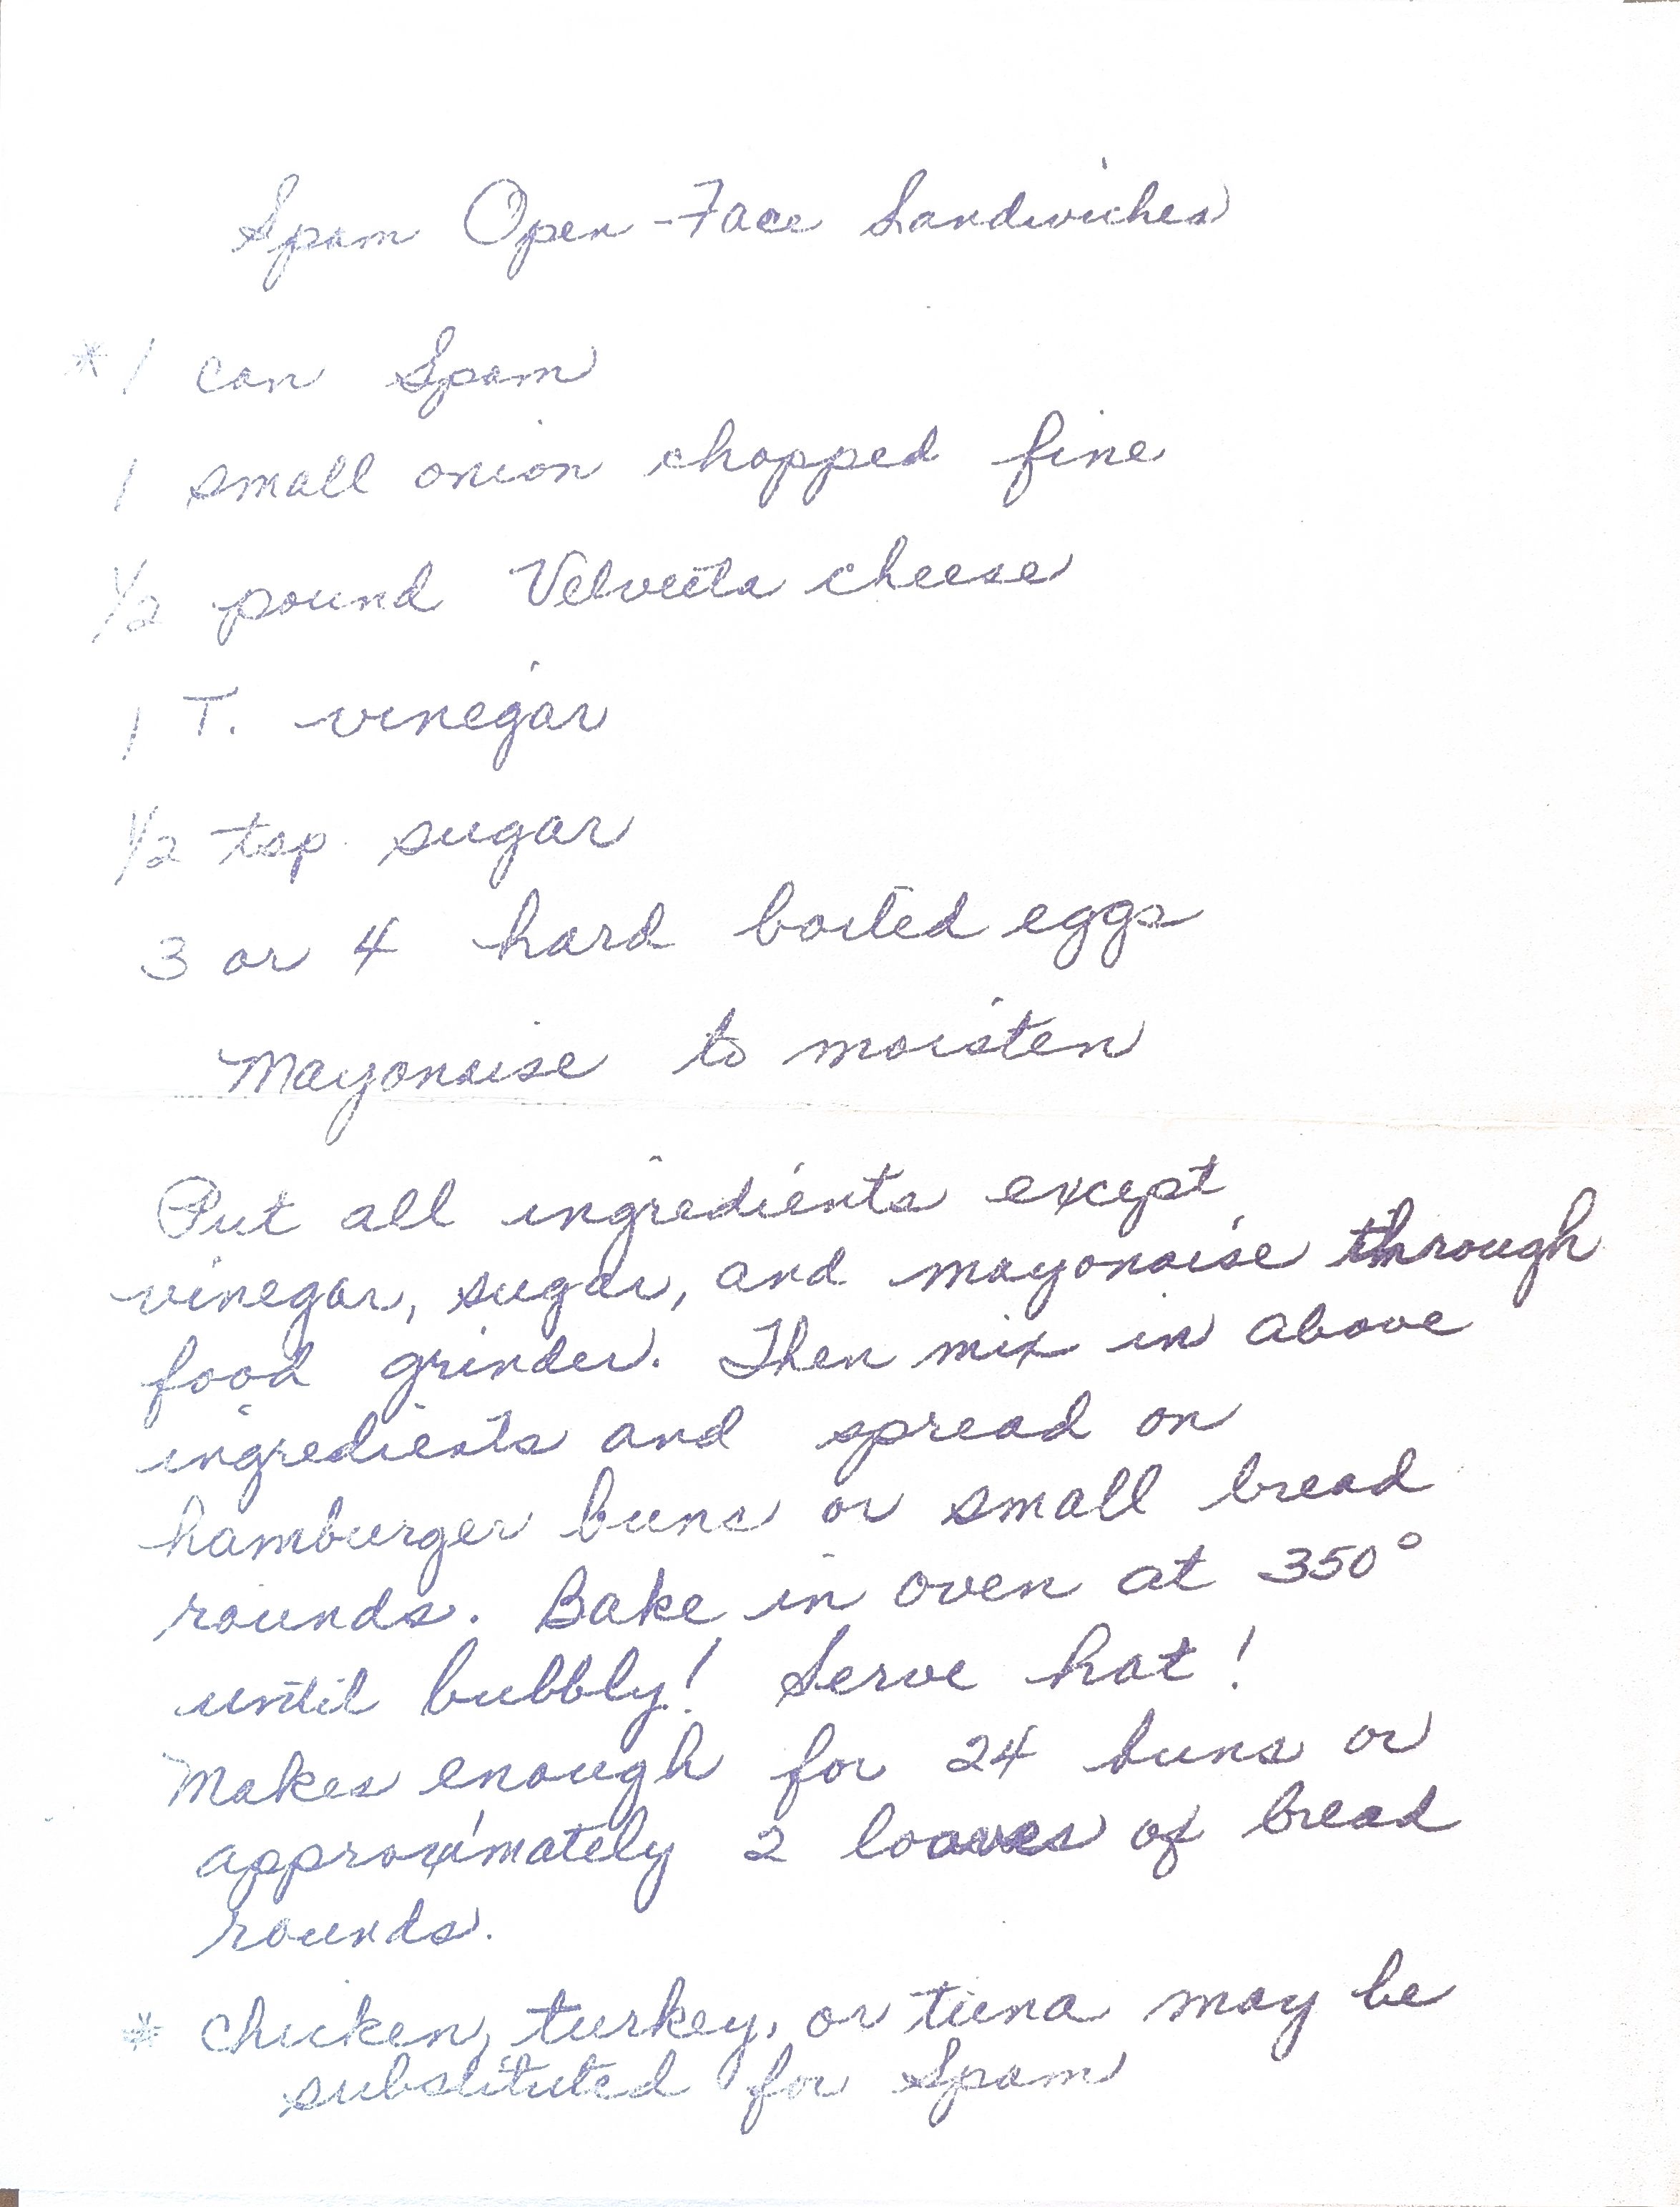 Spam Open-Face Sandwiches
* 1 can Spam
1 small onion chopped fine
1/2 pound Velveeta cheese
1 T. vinegar
1/2 tsp. sugar
3 or 4 hard boiled eggs
Mayonaise to moisten
Put all ingredients except
vinegar, sugar, and mayonaise through
food grinder. Then mix in above
ingredients and spread on
hamburger buns or small bread
rounds. Bake in oven at 350°
until bubbly! Serve hot!
Makes enough for 24 buns or
approximately 2 loaves of bread
rounds.
* Chicken, turkey, or tuna may be
substituted for Spam